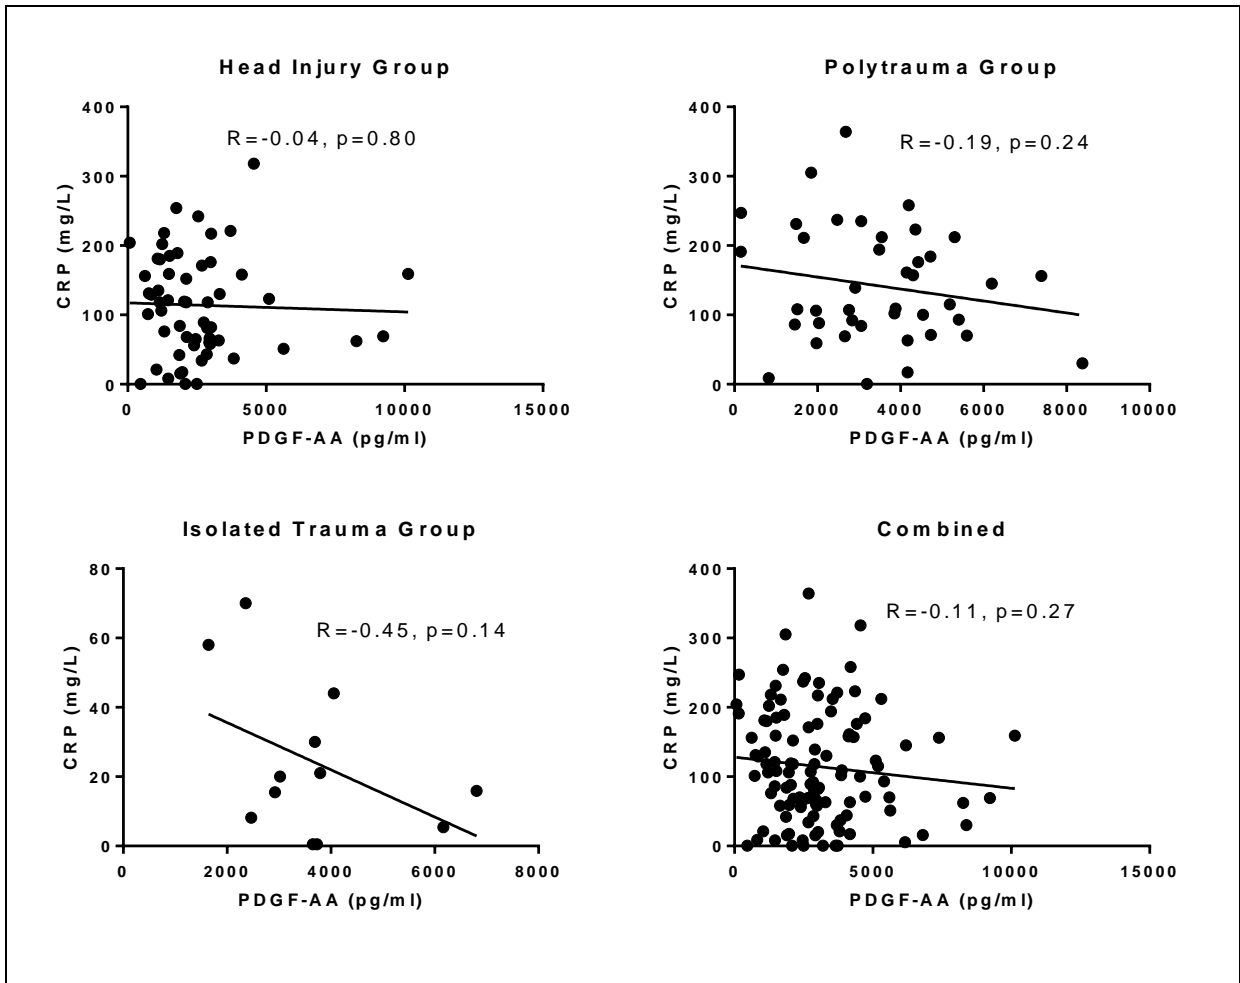 Head Injury Group
R=-0.04, p=0.80
400
300
200
100
0
CRP (mg/L)
0 5000 10000 15000
PDGF-AA (pg/ml)
Polytrauma Group
R=-0.19, p=0.24
400
300
200
100
0
CRP (mg/L)
0 2000 4000 6000 8000 10000
PDGF-AA (pg/ml)
Isolated Trauma Group
R=-0.45, p=0.14
80
60
40
20
0
CRP (mg/L)
0 2000 4000 6000 8000
PDGF-AA (pg/ml)
Combined
R=-0.11, p=0.27
400
300
200
100
0
CRP (mg/L)
0 5000 10000 15000
PDGF-AA (pg/ml)